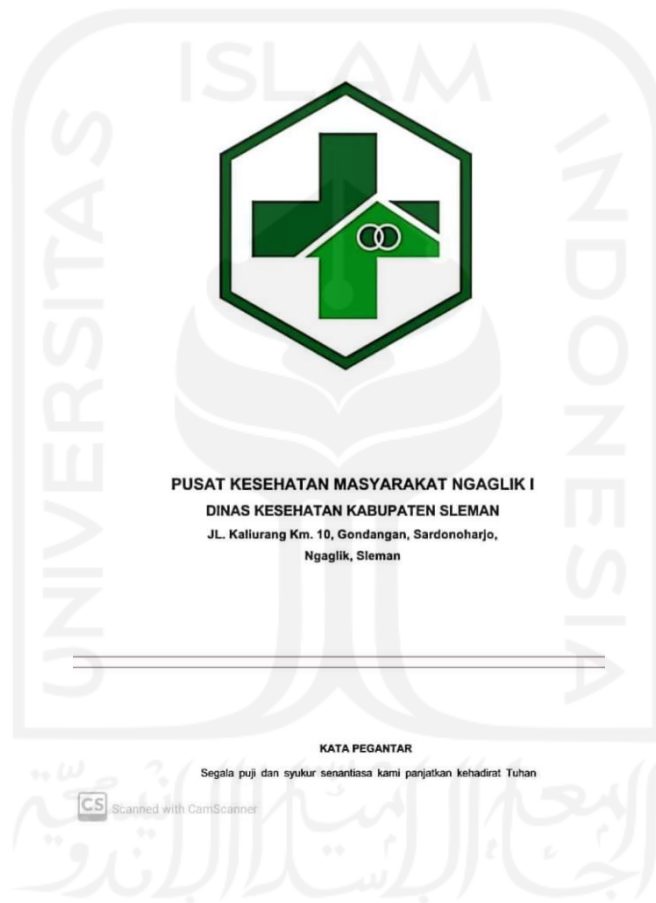 ISLAM
UNIVERSITAS
INDONESIA
PUSAT KESEHATAN MASYARAKAT NGAGLIK I
DINAS KESEHATAN KABUPATEN SLEMAN
JL. Kaliurang Km. 10, Gondangan, Sardonoharjo,
Ngaglik, Sleman
KATA PEGANTAR
Segala puji dan syukur senantiasa kami panjatkan kehadirat Tuhan
CS Scanned with CamScanner